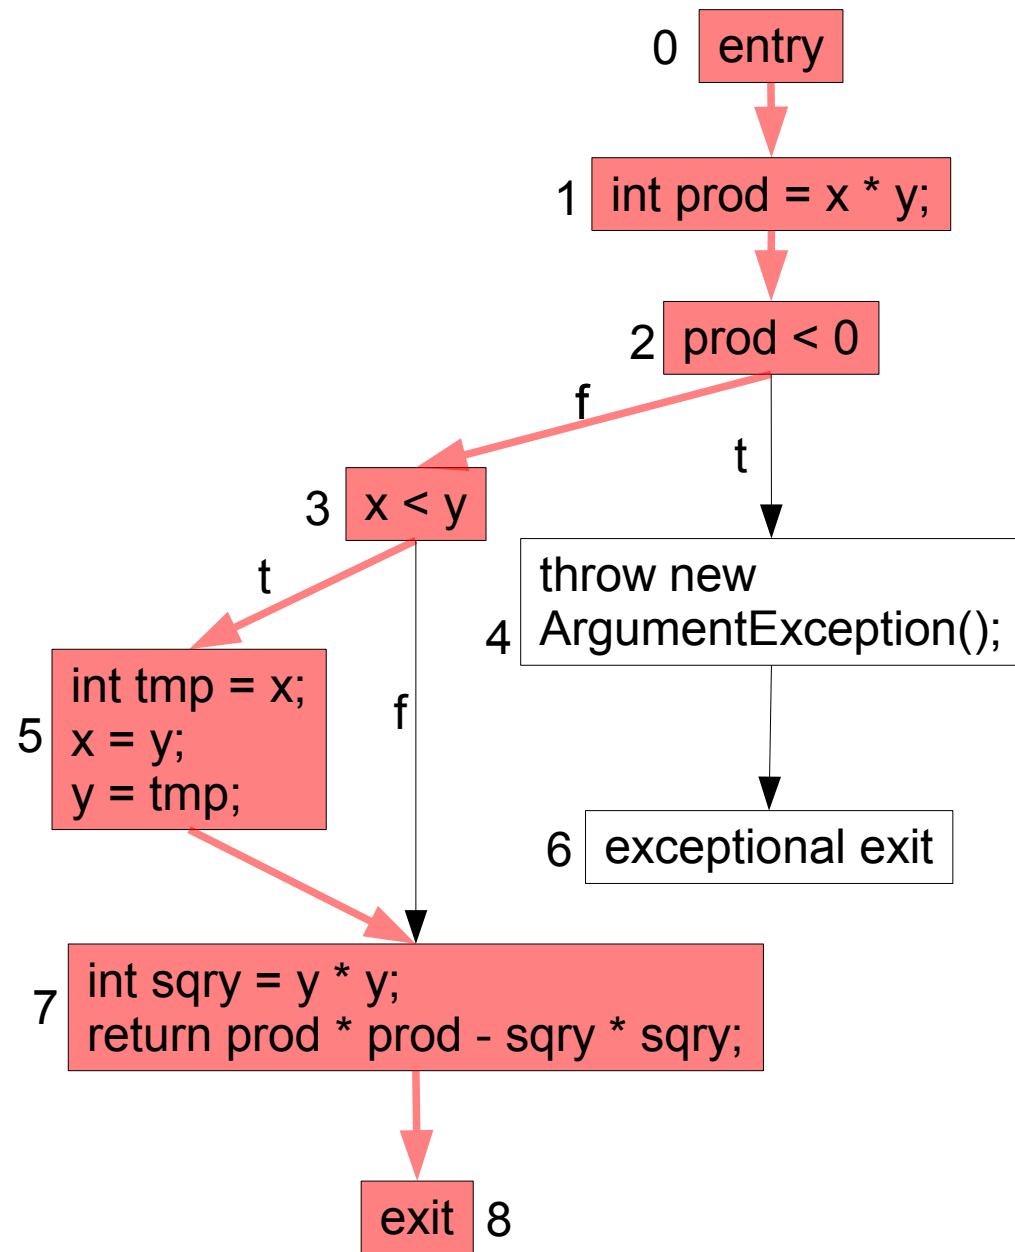 0 entry
1 int prod = x * y;
2 prod < 0
f
t
3 x < y
t
f
throw new
4 ArgumentException();
int tmp = x;
5 x = y;
y = tmp;
6 exceptional exit
int sqry = y * y;
7 return prod * prod - sqry * sqry;
exit 8